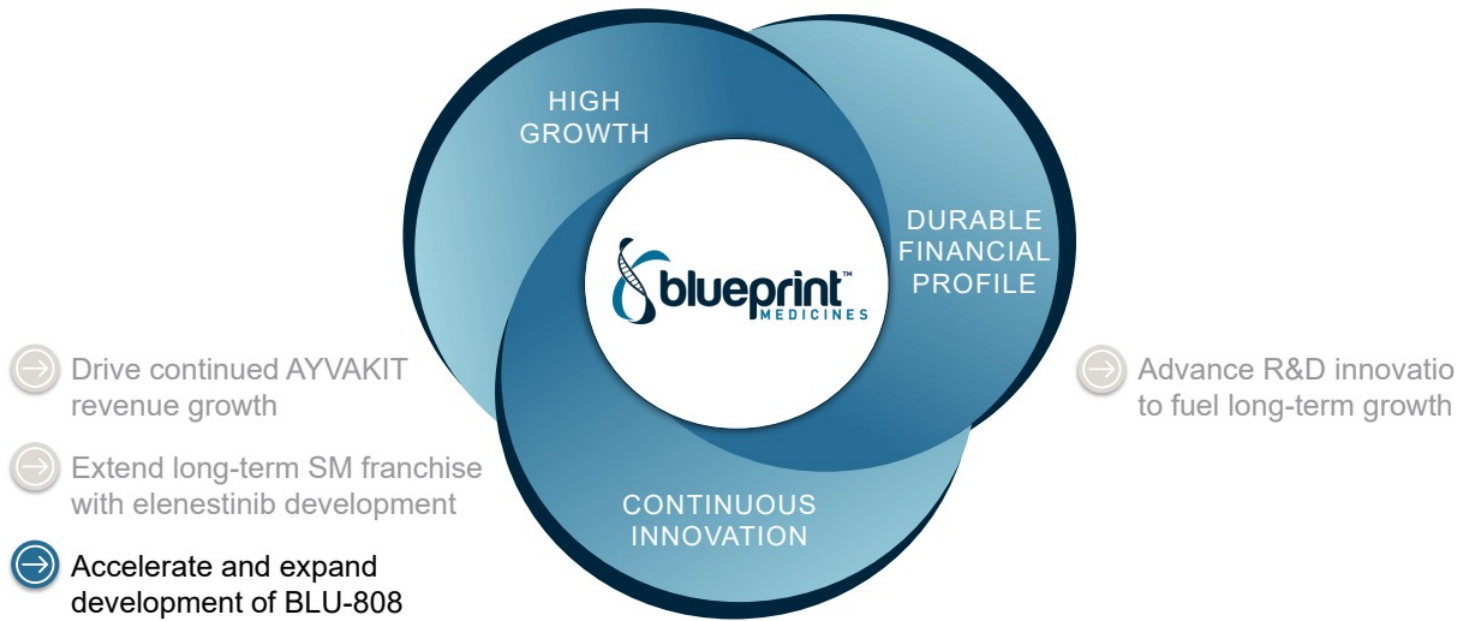 HIGH
GROWTH
DURABLE
FINANCIAL
PROFILE
blueprint™
MEDICINES
CONTINUOUS
INNOVATION
Drive continued AYVAKIT
revenue growth
Extend long-term SM franchise
with elenestinib development
Accelerate and expand
development of BLU-808
Advance R&D innovatio
to fuel long-term growth